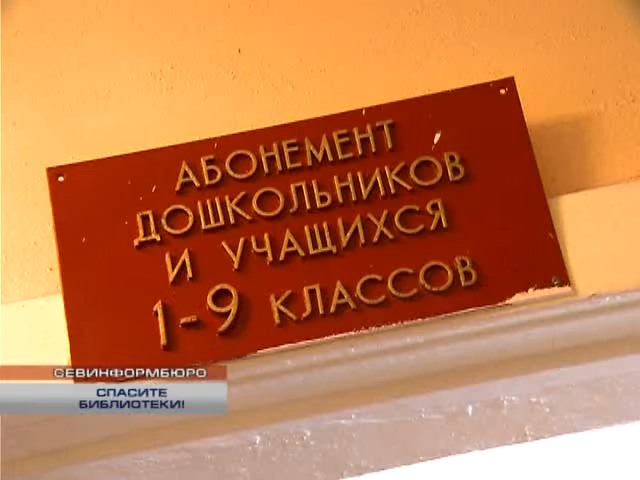 АБОНЕМЕНТ
ДОШКОЛЬНИКОВ
И УЧАЩИХСЯ
1-9 КЛАССОВ
СЕВИНФОРМБЮРО
СПАСИТЕ
БИБЛИОТЕКИ!